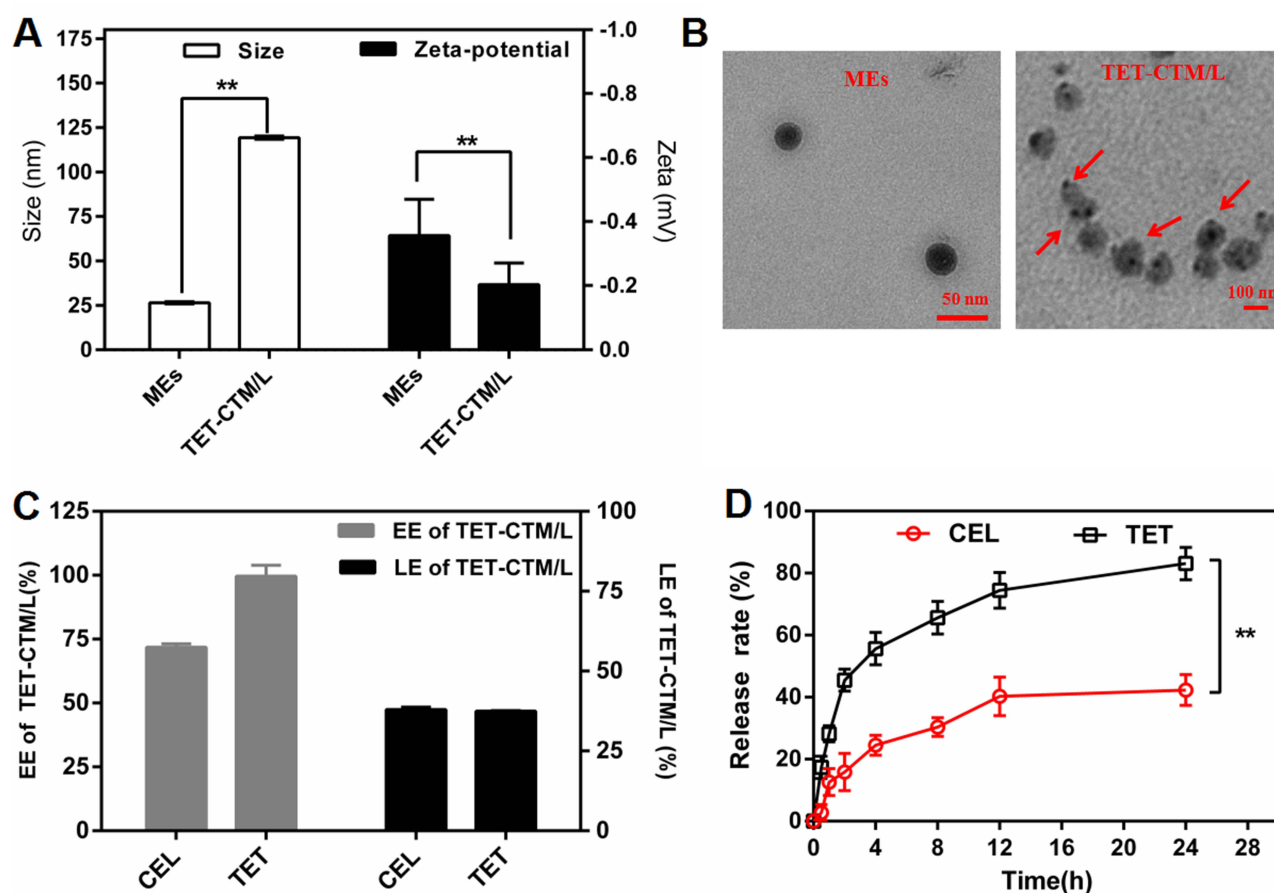 A
Size
Zeta-potential
175
150
125
100
75
50
25
0
Size (nm)
**
**
-1.0
-0.8
-0.6
-0.4
-0.2
0.0
Zeta (mV)
MEs
TET-CTM/L
MEs
TET-CTM/L
B
MEs
50 nm
TET-CTM/L
100 nm
C
EE of TET-CTM/L
LE of TET-CTM/L
125
100
75
50
25
0
EE of TET-CTM/L(%)
100
75
50
25
0
LE of TET-CTM/L (%)
CEL
TET
CEL
TET
D
CEL
TET
100
80
60
40
20
0
Release rate (%)
**
0
4
8
12
16
20
24
28
Time(h)